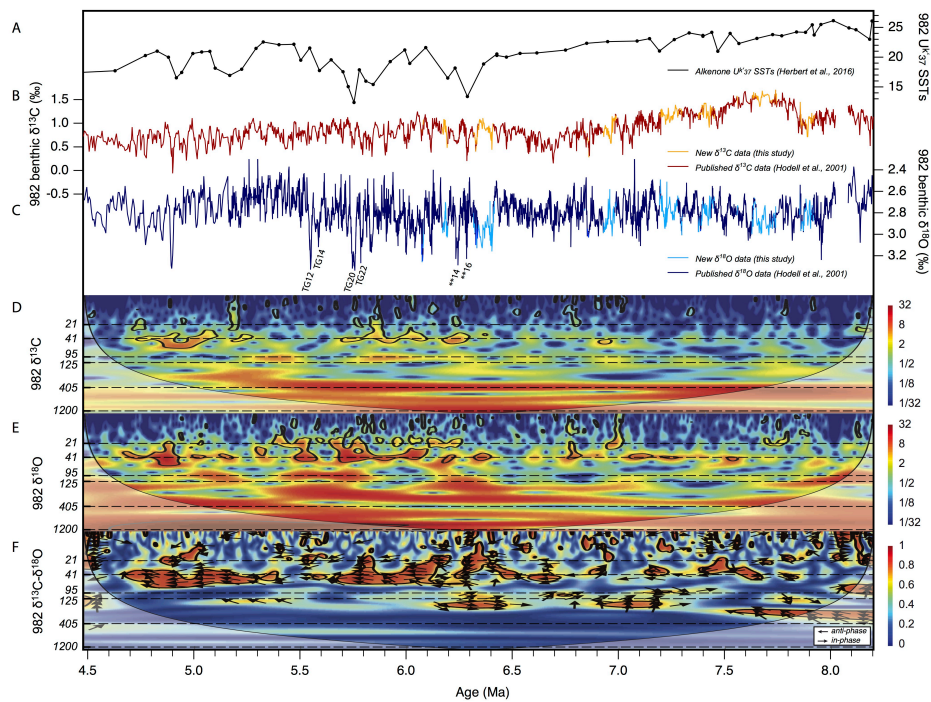 A
982 Uᴷ'37 SSTs
25
20
15
Alkenone Uᴷ'37 SSTs (Herbert et al., 2016)
B
982 benthic δ¹³C (‰)
1.5
1.0
0.5
0.0
-0.5
New δ¹³C data (this study)
Published δ¹³C data (Hodell et al., 2001)
C
982 benthic δ¹⁸O (‰)
2.4
2.6
2.8
3.0
3.2
TG12
TG14
TG20
TG22
**14
**16
New δ¹⁸O data (this study)
Published δ¹⁸O data (Hodell et al., 2001)
D
982 δ¹³C
21
41
95
125
405
1200
32
8
2
1/2
1/8
1/32
E
982 δ¹⁸O
21
41
95
125
405
1200
32
8
2
1/2
1/8
1/32
F
982 δ¹³C-δ¹⁸O
21
41
95
125
405
1200
1
0.8
0.6
0.4
0.2
0
anti-phase
in-phase
4.5 5.0 5.5 6.0 6.5 7.0 7.5 8.0
Age (Ma)